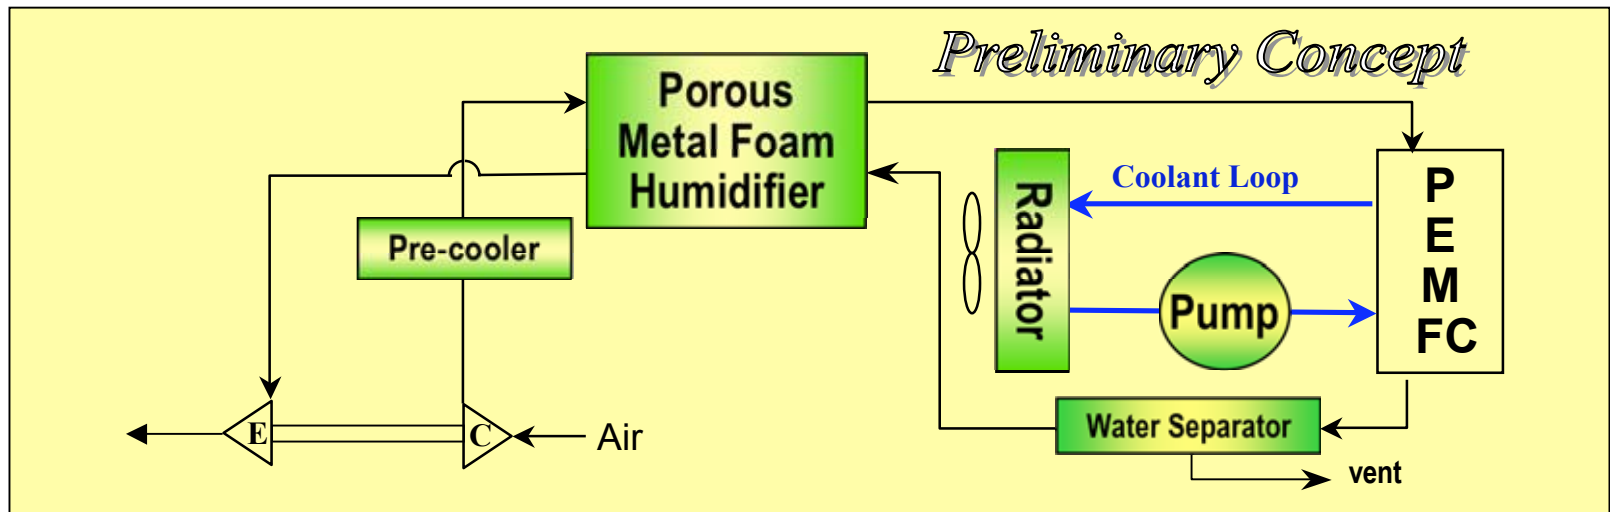 Preliminary Concept
Porous
Metal Foam
Humidifier
Pre-cooler
Radiator
Coolant Loop
Pump
P
E
M
FC
Water Separator
vent
E
C
Air